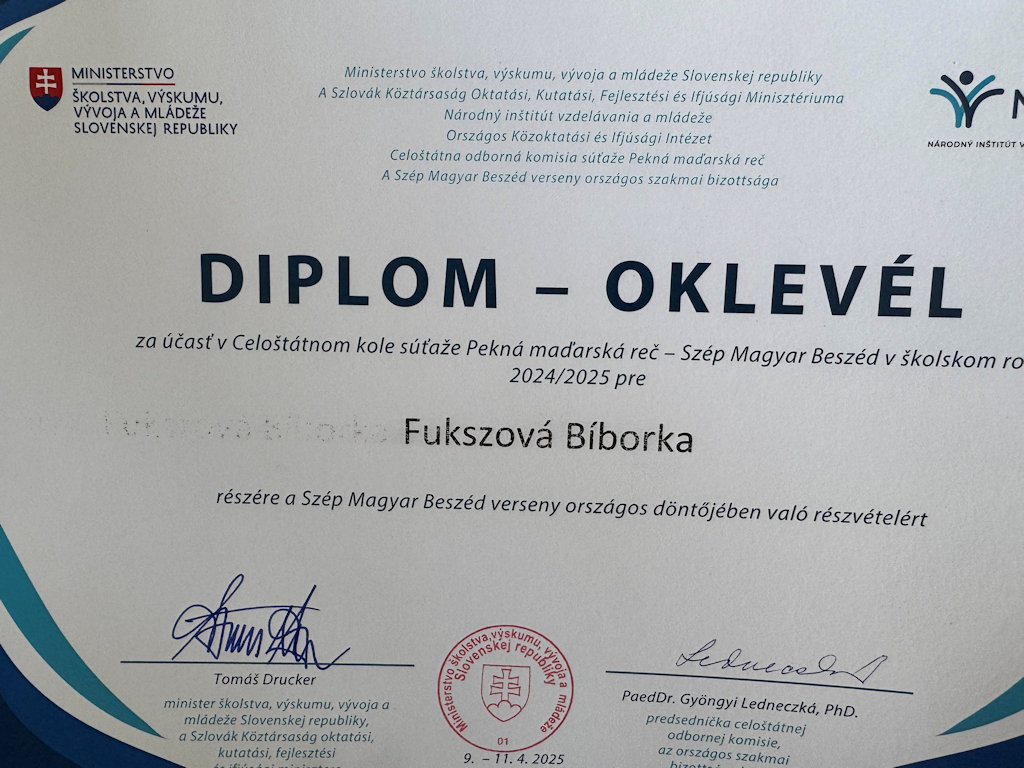 MINISTERSTVO
ŠKOLSTVA, VÝSKUMU,
VÝVOJA A MLÁDEŽE
SLOVENSKEJ REPUBLIKY
Ministerstvo školstva, výskumu, vývoja a mládeže Slovenskej republiky
A Szlovák Köztársaság Oktatási, Kutatási, Fejlesztési és Ifjúsági Minisztériuma
Národný inštitút vzdelávania a mládeže
Országos Közoktatási és Ifjúsági Intézet
Celoštátna odborná komisia súťaže Pekná maďarská reč
A Szép Magyar Beszéd verseny országos szakmai bizottsága
NÁRODNÝ INŠTITÚT
DIPLOM – OKLEVÉL
za účasť v Celoštátnom kole súťaže Pekná maďarská reč – Szép Magyar Beszéd v školskom
2024/2025 pre
Fukszová Bíborka
részére a Szép Magyar Beszéd verseny országos döntőjében való részvételért
Tomáš Drucker
minister školstva, výskumu, vývoja a
mládeže Slovenskej republiky,
a Szlovák Köztársaság oktatási,
kutatási, fejlesztési
és ifjúsági
Ministerstvo školstva, výskumu, vývoja a mládeže
Slovenskej republiky
01
9. – 11. 4. 2025
PaedDr. Gyöngyi Ledneczká, PhD.
predsedníčka celoštátnej
odbornej komisie,
az országos szakmai